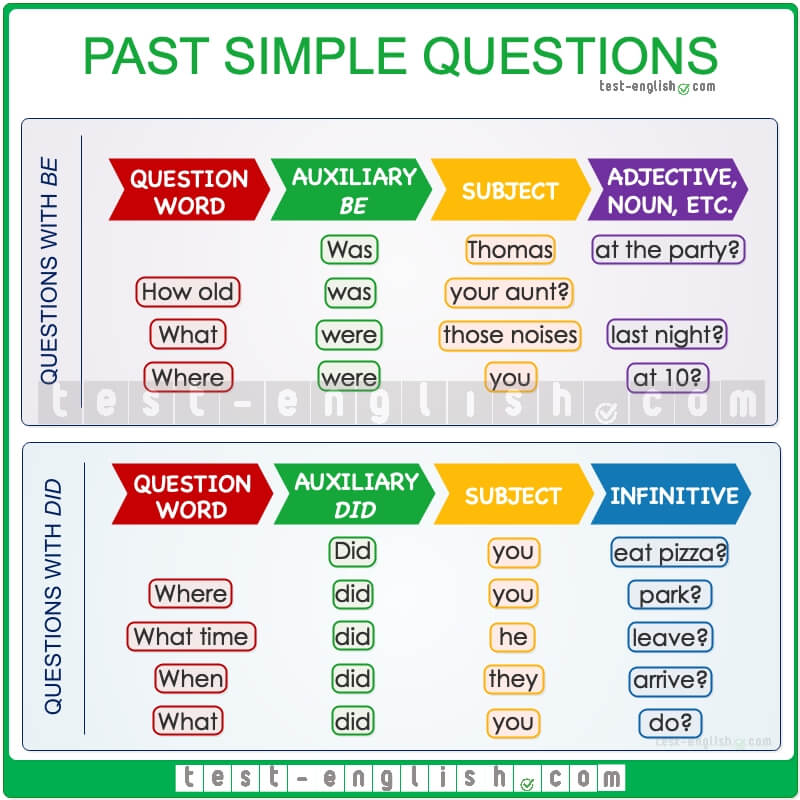 PAST SIMPLE QUESTIONS
test-english.com
QUESTIONS WITH BE
QUESTION WORD
AUXILIARY BE
SUBJECT
ADJECTIVE, NOUN, ETC.
Was Thomas at the party?
How old was your aunt?
What were those noises last night?
Where were you at 10?
test-english.com
QUESTIONS WITH DID
QUESTION WORD
AUXILIARY DID
SUBJECT
INFINITIVE
Did you eat pizza?
Where did you park?
What time did he leave?
When did they arrive?
What did you do?
test-english.com
test-english.com